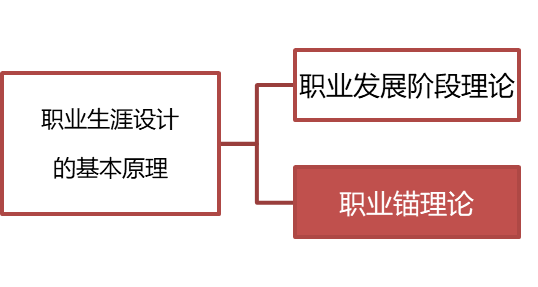 职业生涯设计
的基本原理
职业发展阶段理论
职业锚理论